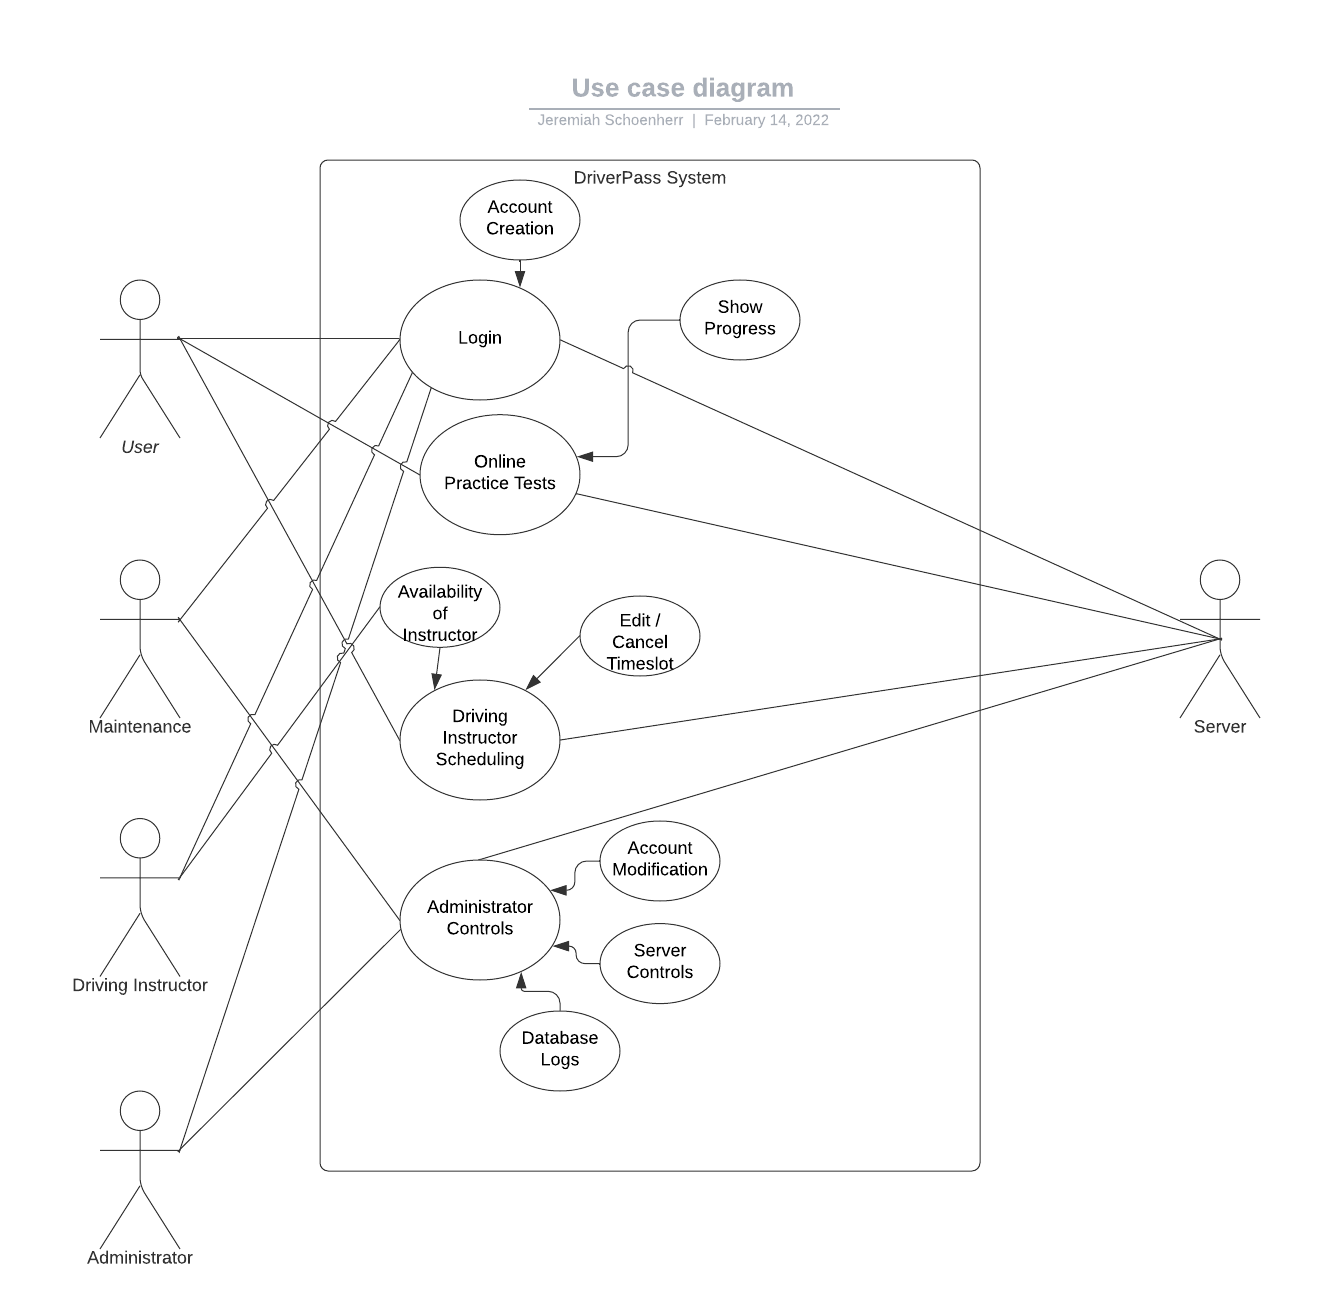 Use case diagram
Jeremiah Schoenherr | February 14, 2022
DriverPass System
Account
Creation
Login
Show
Progress
User
Online
Practice Tests
Availability
of
Instructor
Edit /
Cancel
Timeslot
Maintenance
Server
Driving
Instructor
Scheduling
Account
Modification
Administrator
Controls
Server
Controls
Driving Instructor
Database
Logs
Administrator